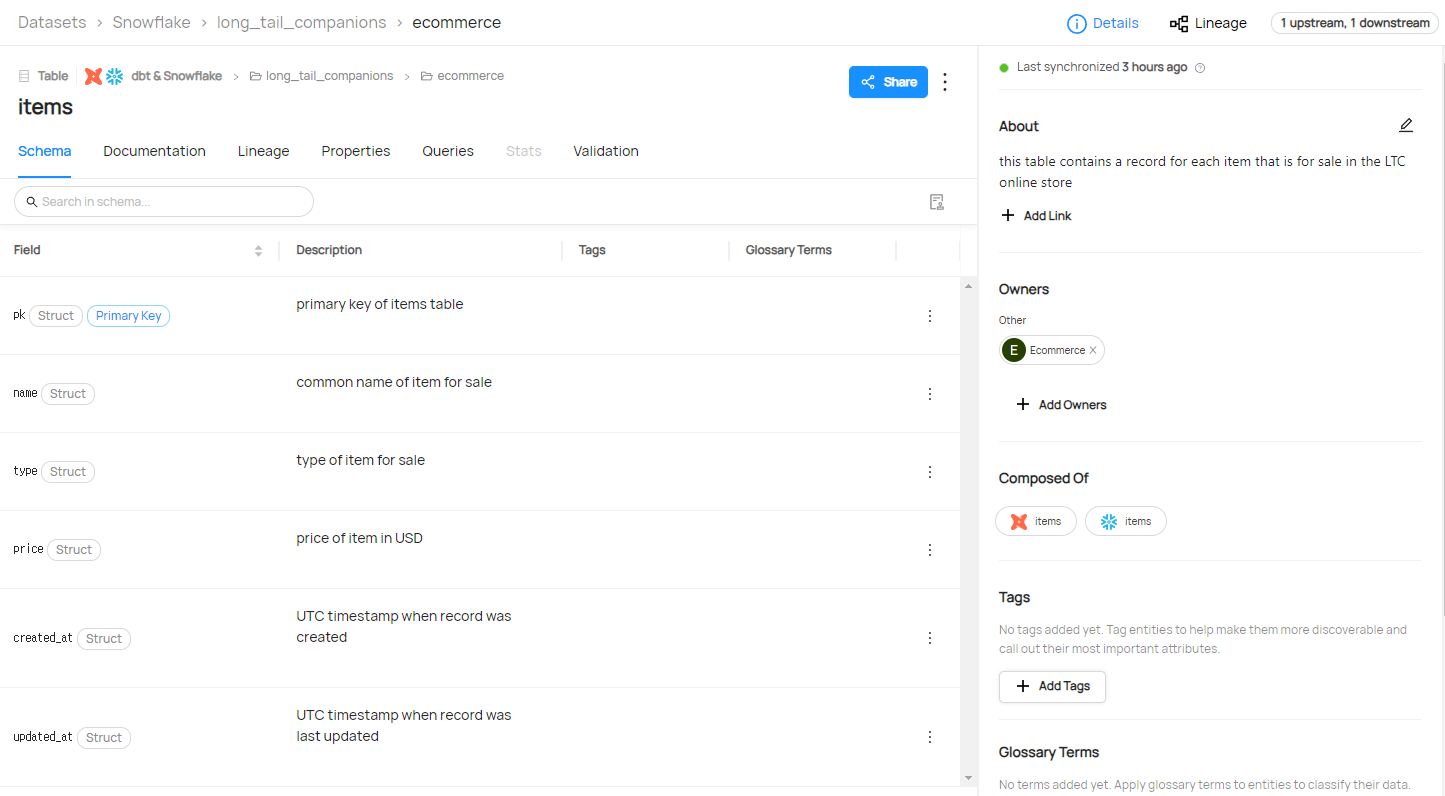 Datasets > Snowflake > long_tail_companions > ecommerce
Details
Lineage
1 upstream, 1 downstream
Table
dbt & Snowflake > long_tail_companions > ecommerce
items
Share
Schema
Documentation
Lineage
Properties
Queries
Stats
Validation
Search in schema...
Field
Description
Tags
Glossary Terms
pk Struct Primary Key
primary key of items table
name Struct
common name of item for sale
type Struct
type of item for sale
price Struct
price of item in USD
created_at Struct
UTC timestamp when record was
created
updated_at Struct
UTC timestamp when record was
last updated
Last synchronized 3 hours ago
About
this table contains a record for each item that is for sale in the LTC
online store
Add Link
Owners
Other
E Ecommerce
Add Owners
Composed Of
items
items
Tags
No tags added yet. Tag entities to help make them more discoverable and
call out their most important attributes.
Add Tags
Glossary Terms
No terms added yet. Apply glossary terms to entities to classify their data.